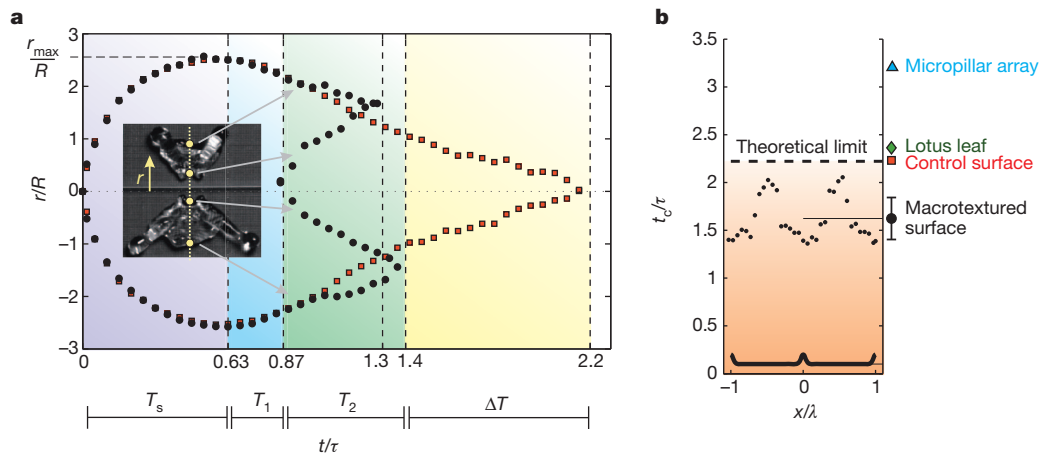 a
r_max/R
r/R
3
2
1
0
−1
−2
−3
r
0
0.63
0.87
1.3
1.4
2.2
T_s
T_1
T_2
ΔT
t/τ
b
t_c/τ
3.5
3
2.5
2
1.5
1
0.5
0
Theoretical limit
−1
0
1
x/λ
Micropillar array
Lotus leaf
Control surface
Macrotextured
surface